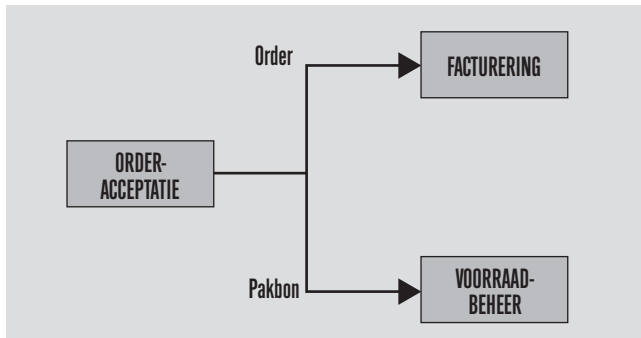 Order
FACTURERING
ORDER-
ACCEPTATIE
Pakbon
VOORRAAD-
BEHEER